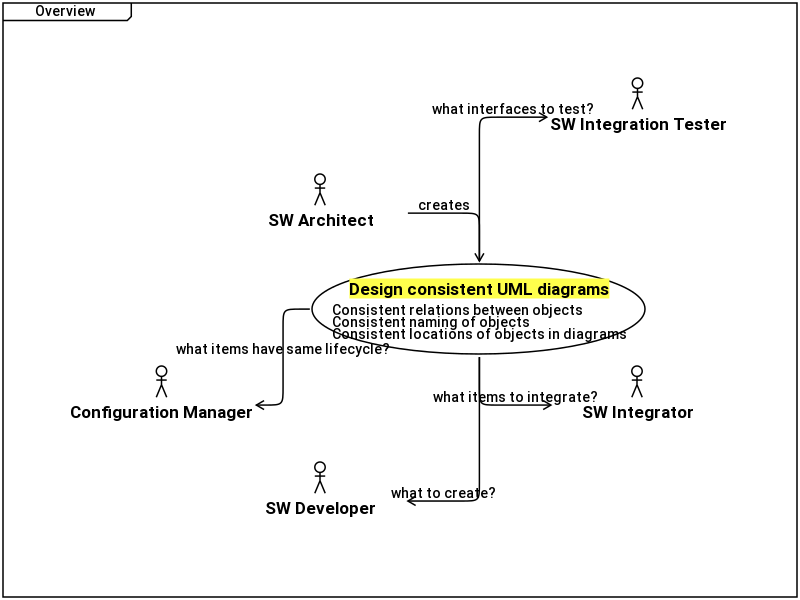 Overview
what interfaces to test?
SW Integration Tester
creates
SW Architect
Design consistent UML diagrams
Consistent relations between objects
Consistent naming of objects
Consistent locations of objects in diagrams
what items have same lifecycle?
Configuration Manager
what items to integrate?
SW Integrator
what to create?
SW Developer